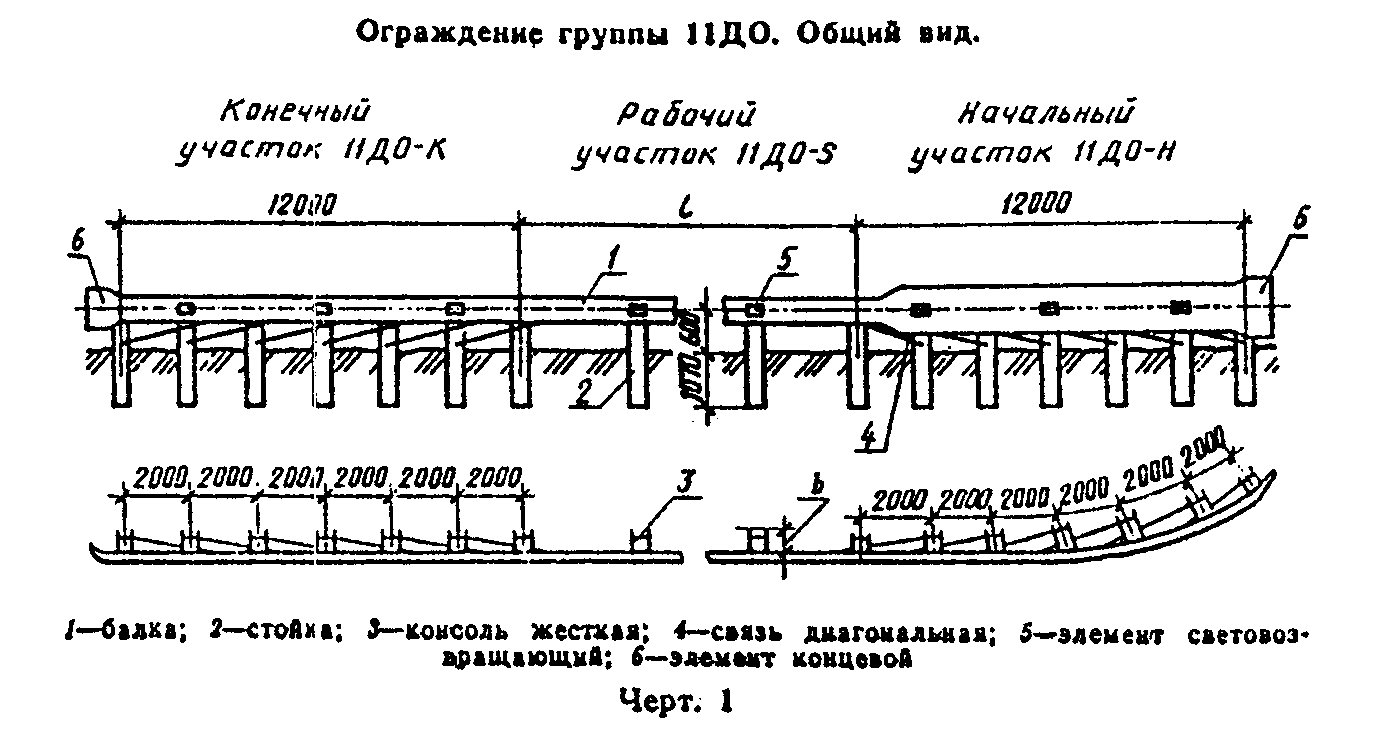 Ограждение группы 11ДО. Общий вид.
Конечный участок 11ДО-К
Рабочий участок 11ДО-S
Начальный участок 11ДО-Н
12000
L
12000
6
1
5
6
600
2
4
2000 2000 2000 2000 2000 2000
3
b
2000 2000 2000 2000 2000 2000
1—балка; 2—стойка; 3—консоль жесткая; 4—связь диагональная; 5—элемент световоз-
вращающий; 6—элемент концевой
Черт. 1